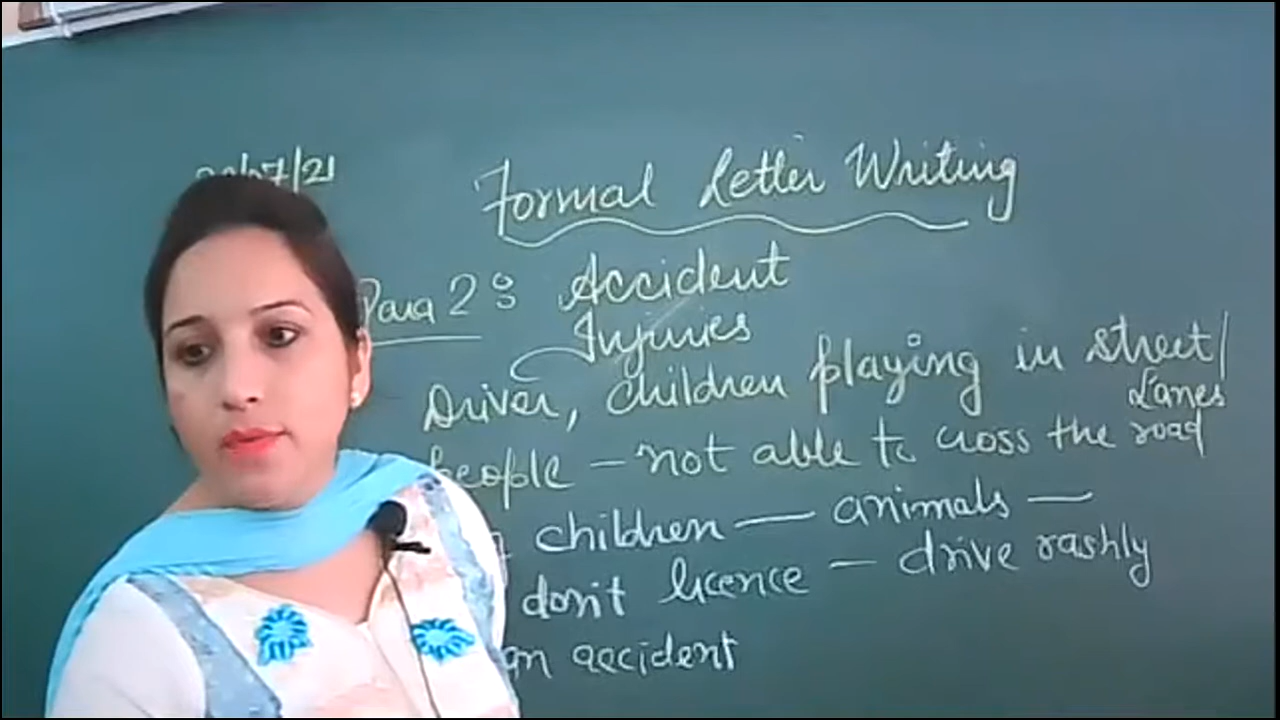 /21
Formal Letter Writing
Para 2:
Accident
Injuries
Driver, children playing in street/
Lanes
people – not able to cross the road
children — animals —
don't licence – drive rashly
an accident